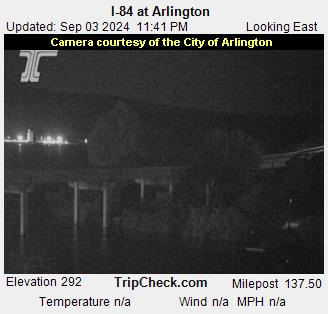 I-84 at Arlington
Updated: Sep 03 2024 11:41 PM Looking East
Camera courtesy of the City of Arlington
Elevation 292 TripCheck.com Milepost 137.50
Temperature n/a Wind n/a MPH n/a